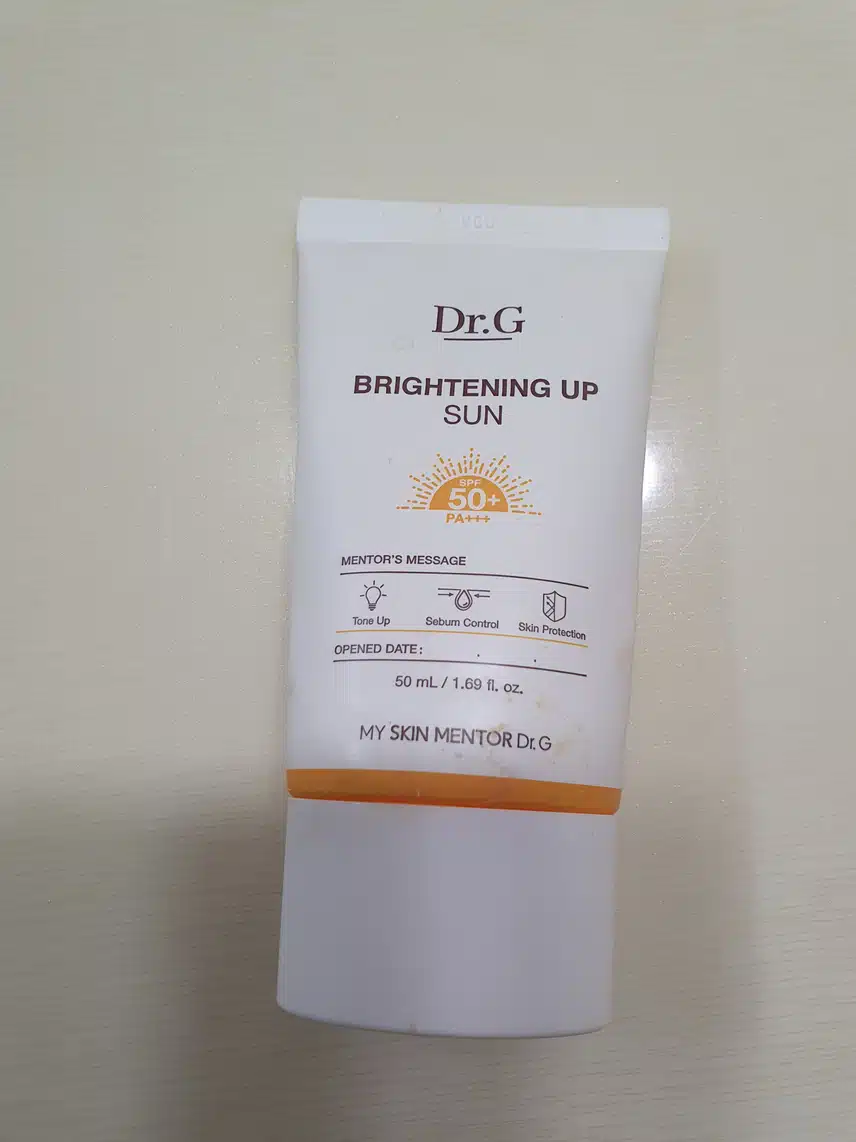 Dr.G
BRIGHTENING UP
SUN
SPF
50+
PA+++
MENTOR'S MESSAGE
Tone Up
Sebum Control
Skin Protection
OPENED DATE : . .
50 mL / 1.69 fl. oz.
MY SKIN MENTOR Dr.G